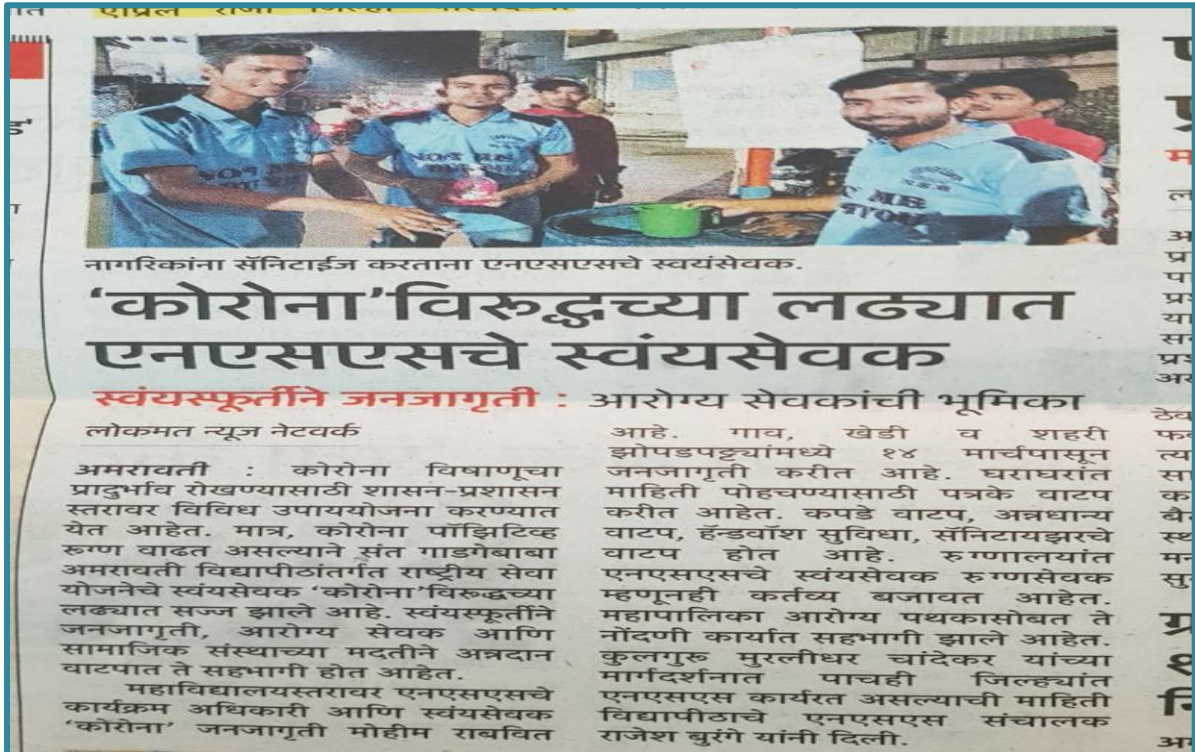 नागरिकांना सॅनिटाईज करताना एनएसएसचे स्वयंसेवक.
‘कोरोना’विरूद्धच्या लढ्यात
एनएसएसचे स्वंयसेवक
स्वंयस्फूर्तीने जनजागृती : आरोग्य सेवकांची भूमिका
लोकमत न्यूज नेटवर्क
अमरावती : कोरोना विषाणूचा
प्रादुर्भाव रोखण्यासाठी शासन-प्रशासन
स्तरावर विविध उपाययोजना करण्यात
येत आहेत. मात्र, कोरोना पॉझिटिव्ह
रूग्ण वाढत असल्याने संत गाडगेबाबा
अमरावती विद्यापीठांतर्गत राष्ट्रीय सेवा
योजनेचे स्वंयसेवक ‘कोरोना’विरूद्धच्या
लढ्यात सज्ज झाले आहे. स्वंयस्फूर्तीने
जनजागृती, आरोग्य सेवक आणि
सामाजिक संस्थाच्या मदतीने अन्नदान
वाटपात ते सहभागी होत आहेत.
महाविद्यालयस्तरावर एनएसएसचे
कार्यक्रम अधिकारी आणि स्वंयसेवक
‘कोरोना’ जनजागृती मोहीम राबवित
आहे. गाव, खेडी व शहरी
झोपडपट्ट्यांमध्ये १४ मार्चपासून
जनजागृती करीत आहे. घराघरांत
माहिती पोहचण्यासाठी पत्रके वाटप
करीत आहेत. कपडे वाटप, अन्नधान्य
वाटप, हॅन्डवॉश सुविधा, सॅनिटायझरचे
वाटप होत आहे. रुग्णालयांत
एनएसएसचे स्वंयसेवक रुग्णसेवक
म्हणूनही कर्तव्य बजावत आहेत.
महापालिका आरोग्य पथकासोबत ते
नोंदणी कार्यात सहभागी झाले आहेत.
कुलगुरू मुरलीधर चांदेकर यांच्या
मार्गदर्शनात पाचही जिल्ह्यांत
एनएसएस कार्यरत असल्याची माहिती
विद्यापीठाचे एनएसएस संचालक
राजेश बुरंगे यांनी दिली.